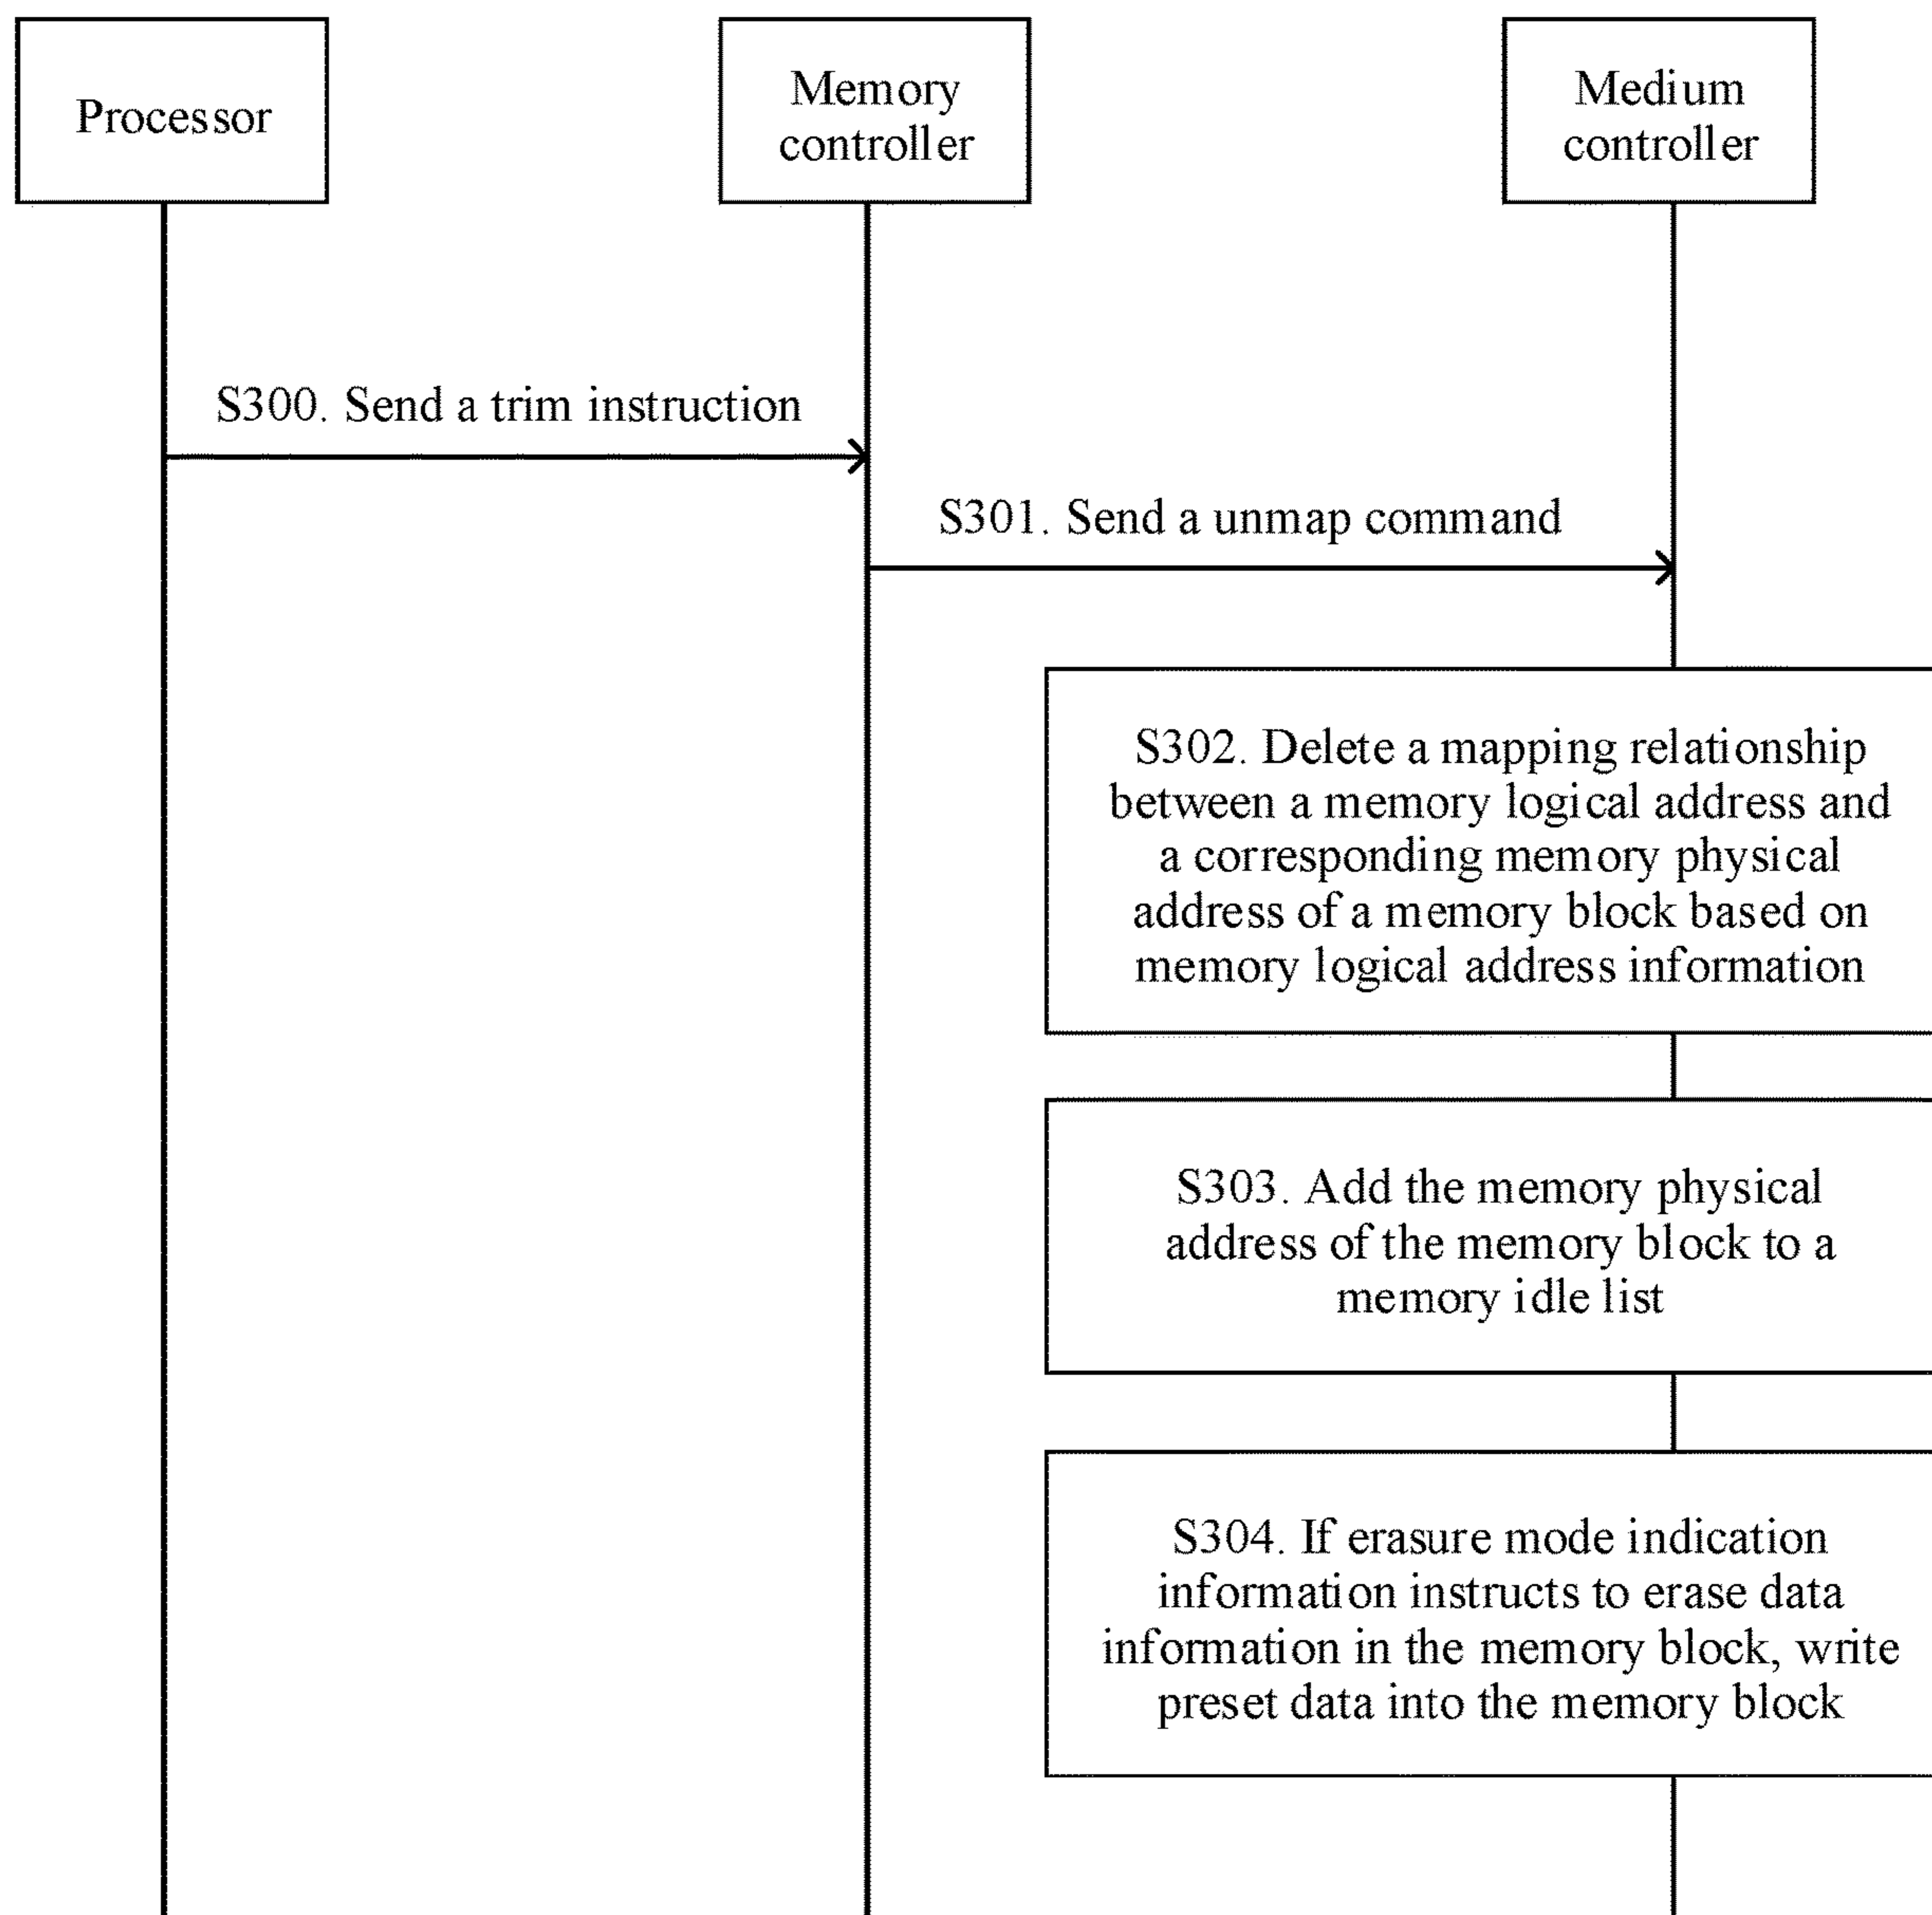 Processor
Memory
controller
Medium
controller
S300. Send a trim instruction
S301. Send a unmap command
S302. Delete a mapping relationship
between a memory logical address and
a corresponding memory physical
address of a memory block based on
memory logical address information
S303. Add the memory physical
address of the memory block to a
memory idle list
S304. If erasure mode indication
information instructs to erase data
information in the memory block, write
preset data into the memory block